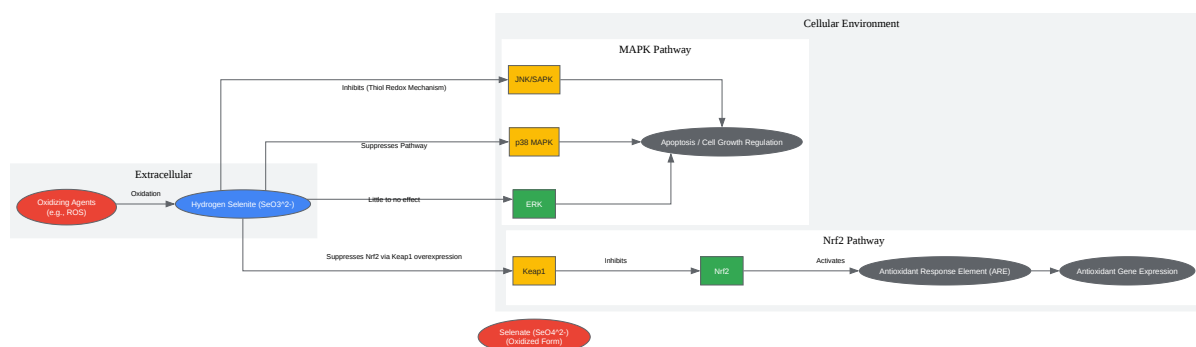 Cellular Environment
MAPK Pathway
JNK/SAPK
Inhibits (Thiol Redox Mechanism)
p38 MAPK
Apoptosis / Cell Growth Regulation
Suppresses Pathway
Extracellular
Oxidizing Agents
(e.g., ROS)
Oxidation
Hydrogen Selenite (SeO3^2-)
Little to no effect
ERK
Nrf2 Pathway
Suppresses Nrf2 via Keap1 overexpression
Keap1
Inhibits
Nrf2
Activates
Antioxidant Response Element (ARE)
Antioxidant Gene Expression
Selenate (SeO4^2-)
(Oxidized Form)